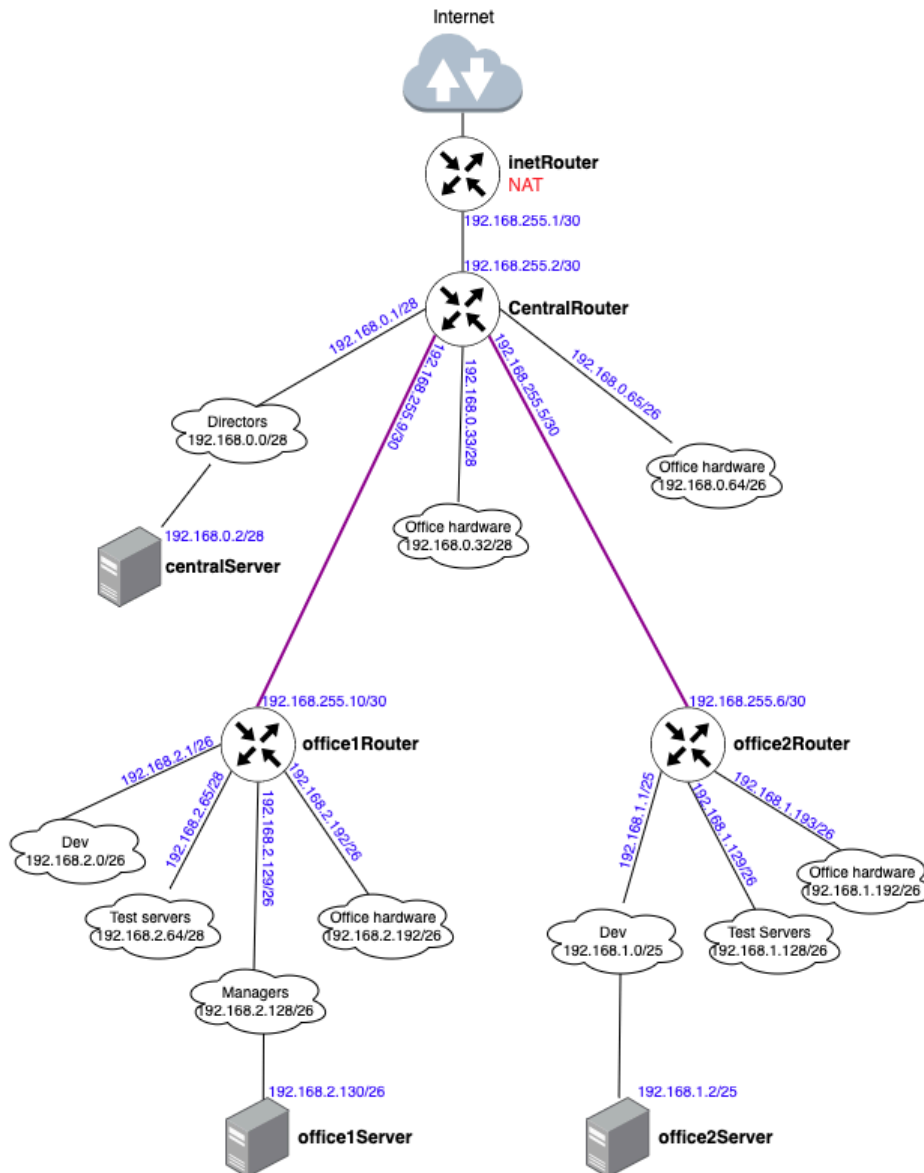 Internet
inetRouter
NAT
192.168.255.1/30
192.168.255.2/30
CentralRouter
192.168.0.1/28
192.168.255.9/30
192.168.0.33/28
192.168.255.5/30
192.168.0.65/26
Directors
192.168.0.0/28
Office hardware
192.168.0.64/26
Office hardware
192.168.0.32/28
192.168.0.2/28
centralServer
192.168.255.10/30
office1Router
192.168.255.6/30
office2Router
192.168.2.1/26
192.168.2.65/28
192.168.2.129/26
192.168.2.192/26
192.168.1.1/25
192.168.1.129/26
192.168.1.193/26
Dev
192.168.2.0/26
Test servers
192.168.2.64/28
Office hardware
192.168.2.192/26
Managers
192.168.2.128/26
Dev
192.168.1.0/25
Test Servers
192.168.1.128/26
Office hardware
192.168.1.192/26
192.168.2.130/26
office1Server
192.168.1.2/25
office2Server